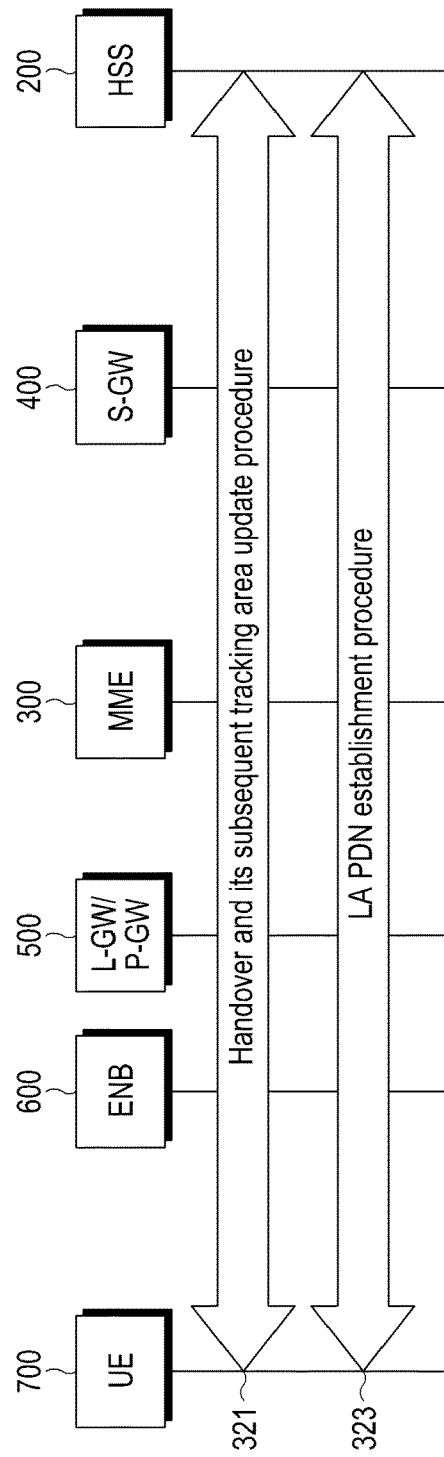 700
600
500
300
400
200
UE
ENB
L-GW/
P-GW
MME
S-GW
HSS
Handover and its subsequent tracking area update procedure
321
LA PDN establishment procedure
323